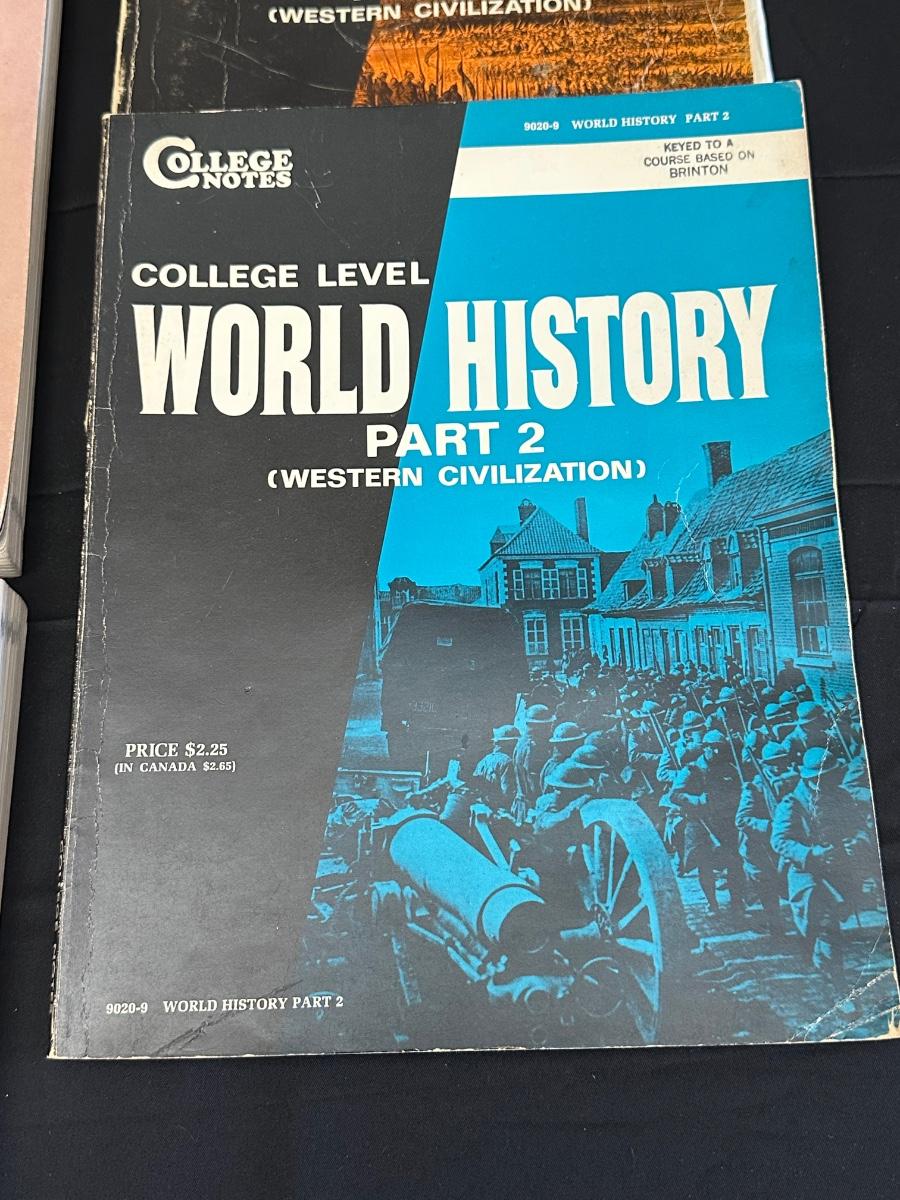 (WESTERN CIVILIZATION)
9020-9 WORLD HISTORY PART 2
KEYED TO A
COURSE BASED ON
BRINTON
COLLEGE
NOTES
COLLEGE LEVEL
WORLD HISTORY
PART 2
(WESTERN CIVILIZATION)
PRICE $2.25
(IN CANADA $2.65)
9020-9 WORLD HISTORY PART 2